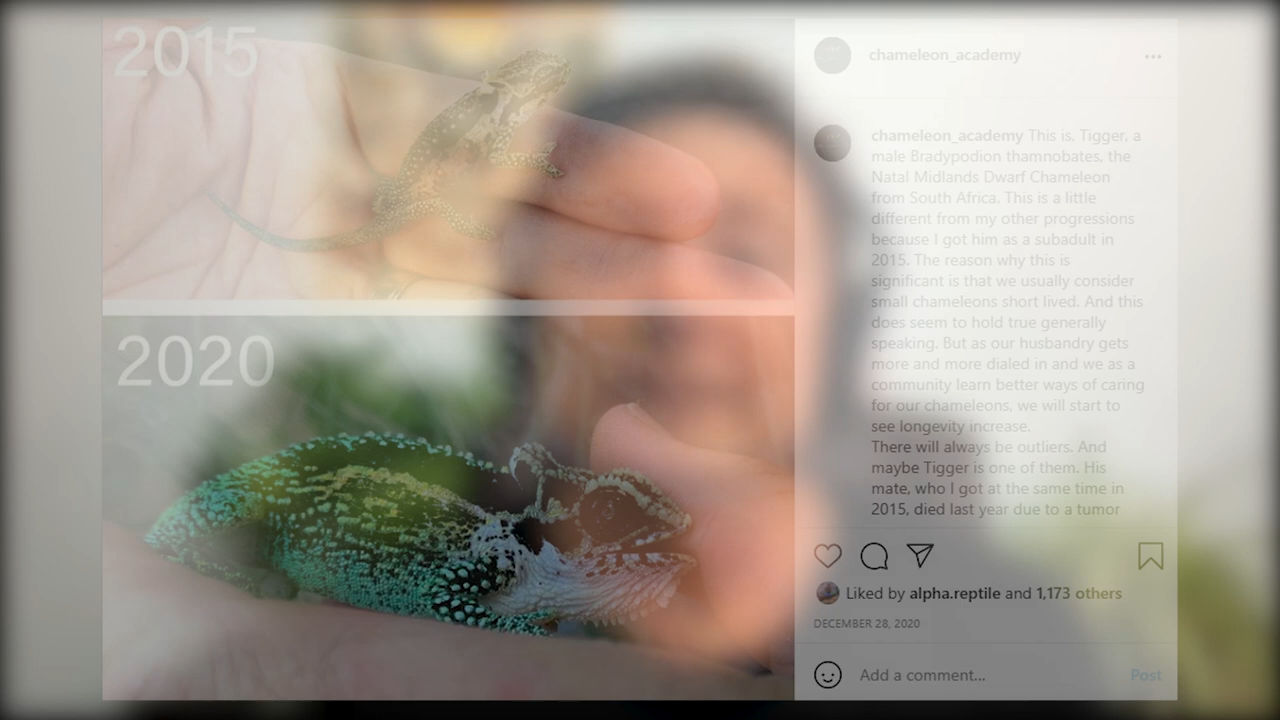 2015
2020
chameleon_academy
chameleon_academy This is. Tigger, a
male Bradypodion thamnobates, the
Natal Midlands Dwarf Chameleon
from South Africa. This is a little
different from my other progressions
because I got him as a subadult in
2015. The reason why this is
significant is that we usually consider
small chameleons short lived. And this
does seem to hold true generally
speaking. But as our husbandry gets
more and more dialed in and we as a
community learn better ways of caring
for our chameleons, we will start to
see longevity increase.
There will always be outliers. And
maybe Tigger is one of them. His
mate, who I got at the same time in
2015, died last year due to a tumor
Liked by alpha.reptile and 1,173 others
DECEMBER 28, 2020
Add a comment...
Post